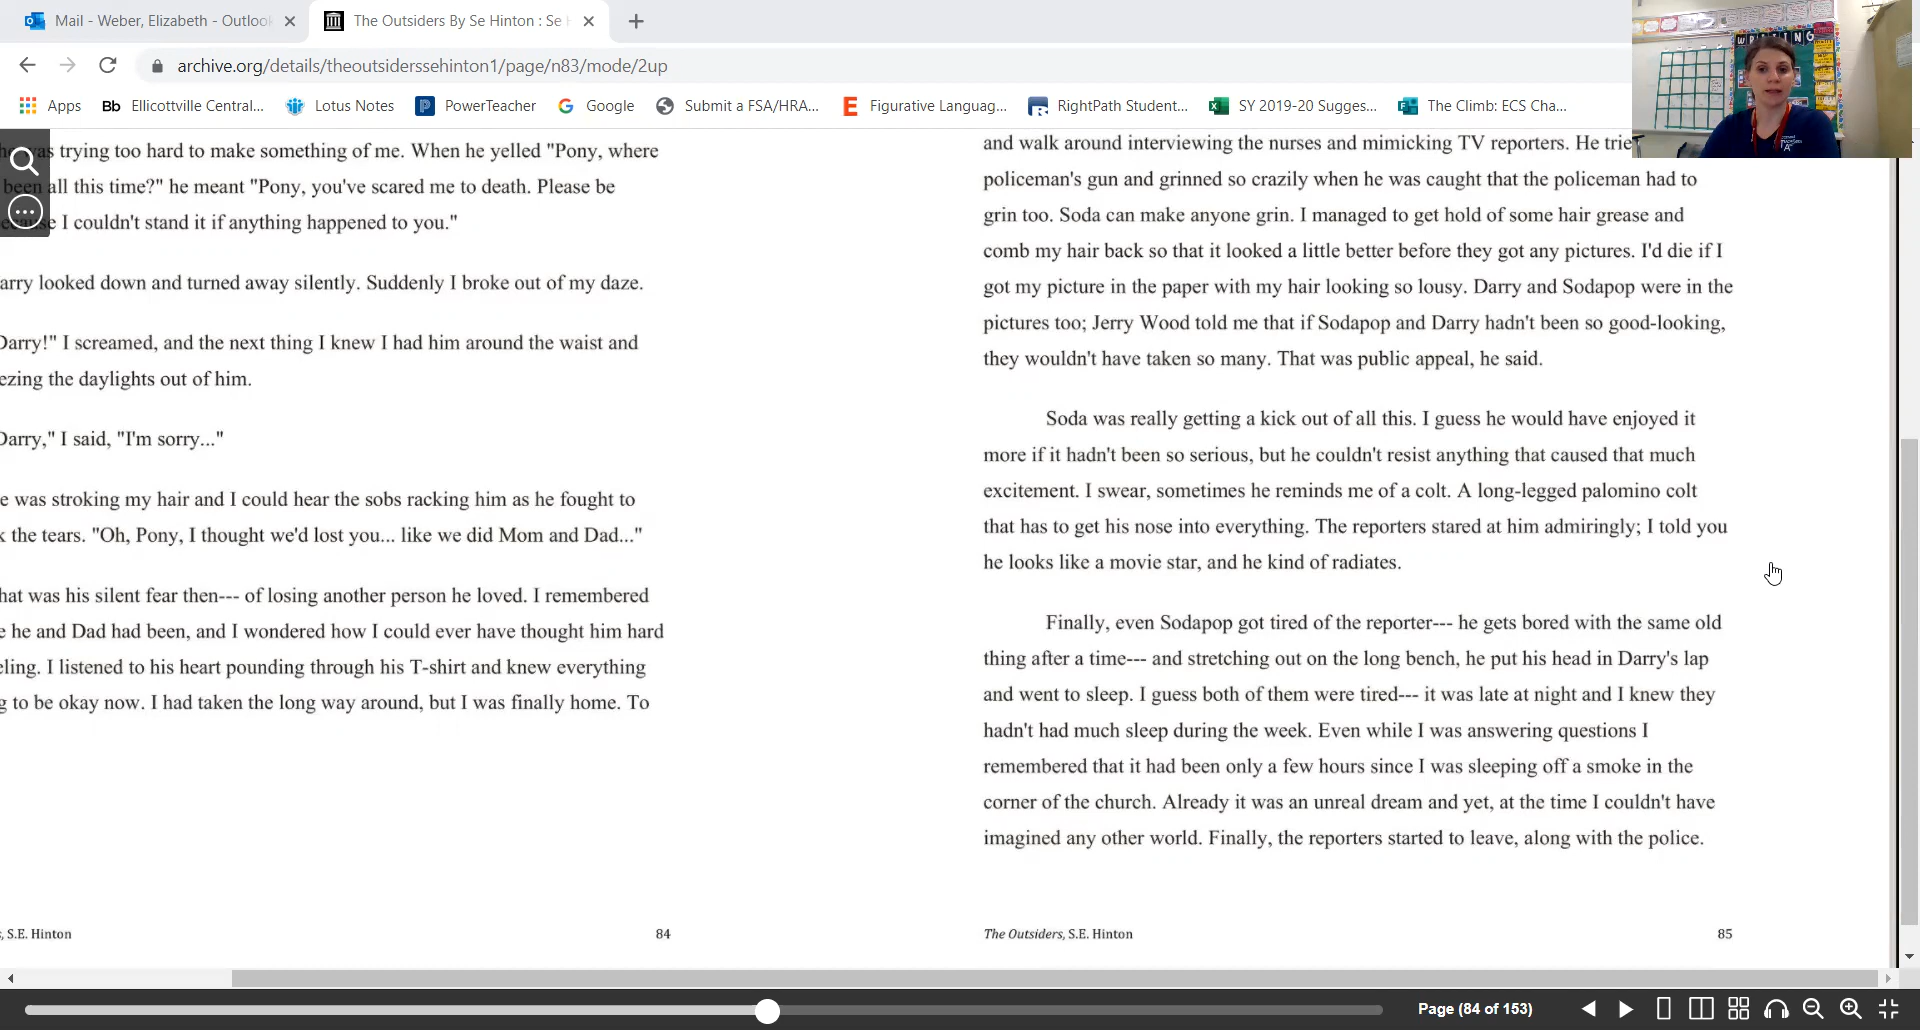 Mail - Weber, Elizabeth - Outlook
The Outsiders By Se Hinton : Se
archive.org/details/theoutsiderssehinton1/page/n83/mode/2up
Apps
Bb Ellicottville Central...
Lotus Notes
PowerTeacher
Google
Submit a FSA/HRA...
Figurative Languag...
RightPath Student...
SY 2019-20 Sugges...
The Climb: ECS Cha...
WRITING
he was trying too hard to make something of me. When he yelled "Pony, where
been all this time?" he meant "Pony, you've scared me to death. Please be
I couldn't stand it if anything happened to you."
arry looked down and turned away silently. Suddenly I broke out of my daze.
Darry!" I screamed, and the next thing I knew I had him around the waist and
ezing the daylights out of him.
Darry," I said, "I'm sorry..."
e was stroking my hair and I could hear the sobs racking him as he fought to
k the tears. "Oh, Pony, I thought we'd lost you... like we did Mom and Dad..."
hat was his silent fear then--- of losing another person he loved. I remembered
e he and Dad had been, and I wondered how I could ever have thought him hard
eling. I listened to his heart pounding through his T-shirt and knew everything
g to be okay now. I had taken the long way around, but I was finally home. To
s, S.E. Hinton
84
and walk around interviewing the nurses and mimicking TV reporters. He trie
policeman's gun and grinned so crazily when he was caught that the policeman had to
grin too. Soda can make anyone grin. I managed to get hold of some hair grease and
comb my hair back so that it looked a little better before they got any pictures. I'd die if I
got my picture in the paper with my hair looking so lousy. Darry and Sodapop were in the
pictures too; Jerry Wood told me that if Sodapop and Darry hadn't been so good-looking,
they wouldn't have taken so many. That was public appeal, he said.
Soda was really getting a kick out of all this. I guess he would have enjoyed it
more if it hadn't been so serious, but he couldn't resist anything that caused that much
excitement. I swear, sometimes he reminds me of a colt. A long-legged palomino colt
that has to get his nose into everything. The reporters stared at him admiringly; I told you
he looks like a movie star, and he kind of radiates.
Finally, even Sodapop got tired of the reporter--- he gets bored with the same old
thing after a time--- and stretching out on the long bench, he put his head in Darry's lap
and went to sleep. I guess both of them were tired--- it was late at night and I knew they
hadn't had much sleep during the week. Even while I was answering questions I
remembered that it had been only a few hours since I was sleeping off a smoke in the
corner of the church. Already it was an unreal dream and yet, at the time I couldn't have
imagined any other world. Finally, the reporters started to leave, along with the police.
The Outsiders, S.E. Hinton
85
Page (84 of 153)